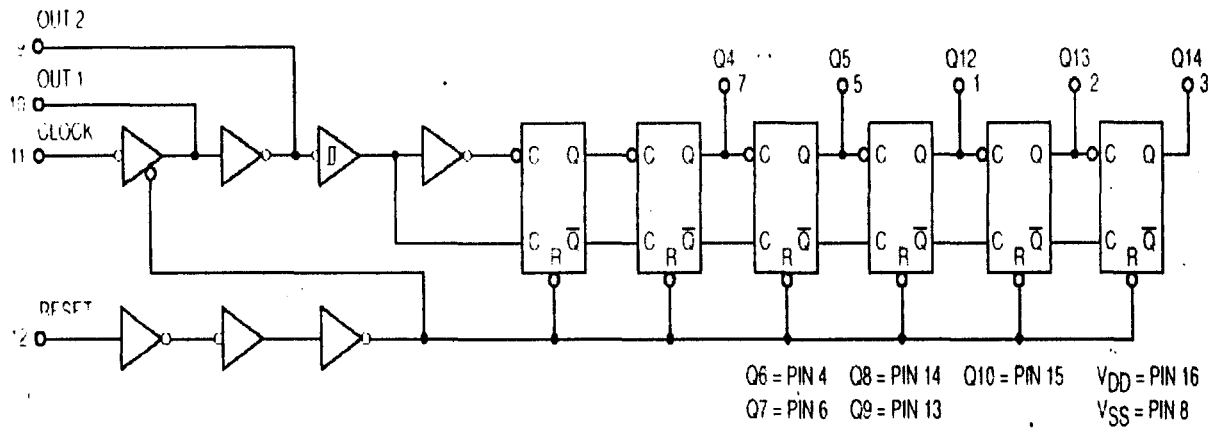 OUT 2
9
OUT 1
10
CLOCK
11
RESET
12
D
Q4
7
Q5
5
Q12
1
Q13
2
Q14
3
C Q
C Q̅
R
C Q
C Q̅
R
C Q
C Q̅
R
C Q
C Q̅
R
C Q
C Q̅
R
C Q
C Q̅
R
Q6 = PIN 4 Q8 = PIN 14 Q10 = PIN 15 VDD = PIN 16
Q7 = PIN 6 Q9 = PIN 13 VSS = PIN 8